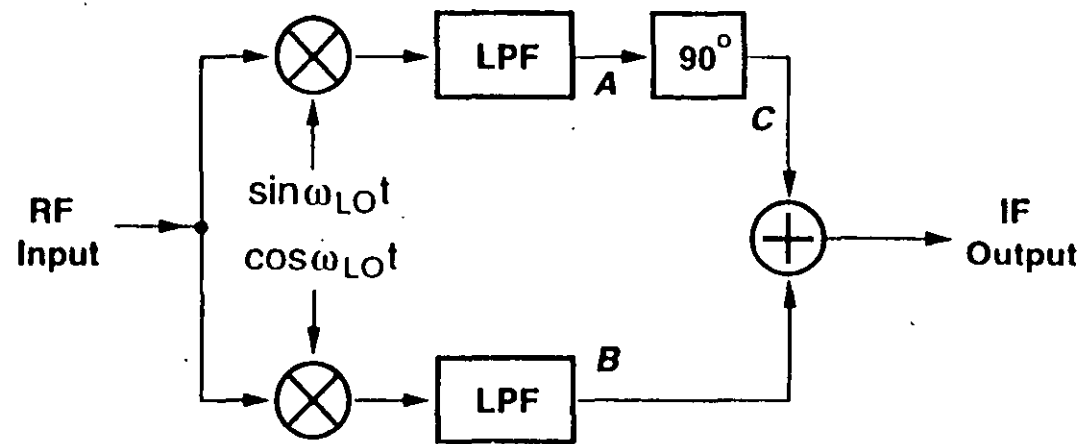 LPF
A
90°
C
sinω_LO t
RF
Input
cosω_LO t
IF
Output
B
LPF